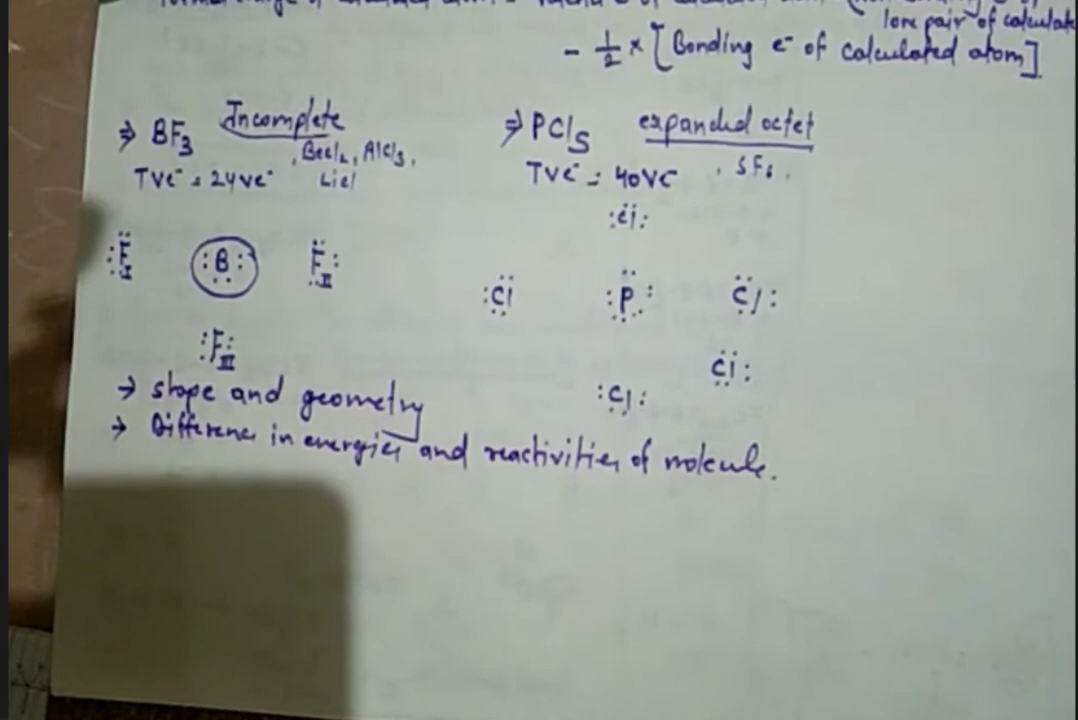 lone pair of calculate
- 1/2 × [Bonding e⁻ of calculated atom]
⇒ BF3 Incomplete
, Becl2, Alcl3,
Licl
TVe⁻ = 24ve⁻
⇒ PCl5 expanded octet
, SF6.
TVe⁻ = 40ve
:F: I :B: F: II
:F: III
:Cl:
:Cl :P: Cl:
Cl:
:Cl:
→ shape and geometry
→ Difference in energies and reactivities of molecule.